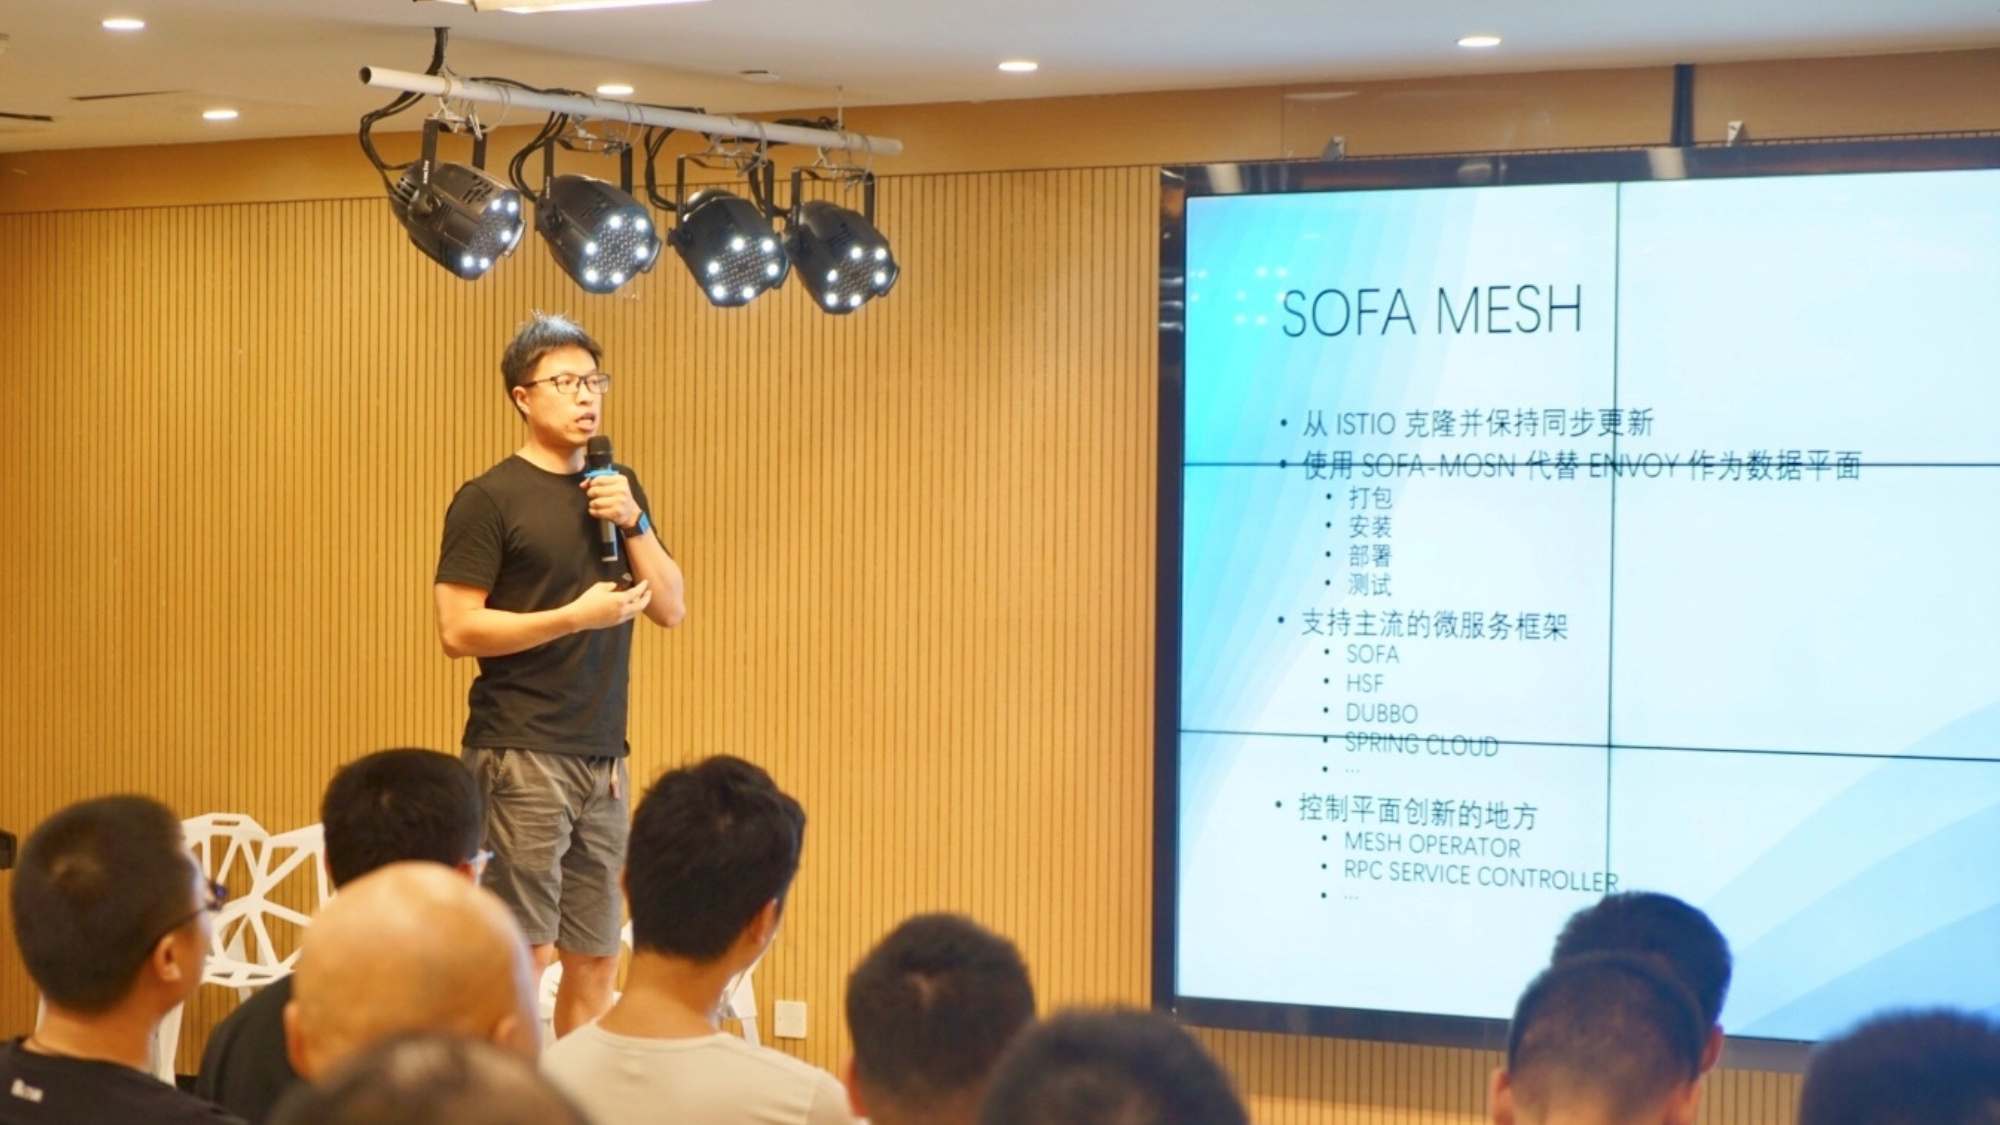 SOFA MESH
• 从 ISTIO 克隆并保持同步更新
• 使用 SOFA-MOSN 代替 ENVOY 作为数据平面
• 打包
• 安装
• 部署
• 测试
• 支持主流的微服务框架
• SOFA
• HSF
• DUBBO
• SPRING CLOUD
• ...
• 控制平面创新的地方
• MESH OPERATOR
• RPC SERVICE CONTROLLER
• ...